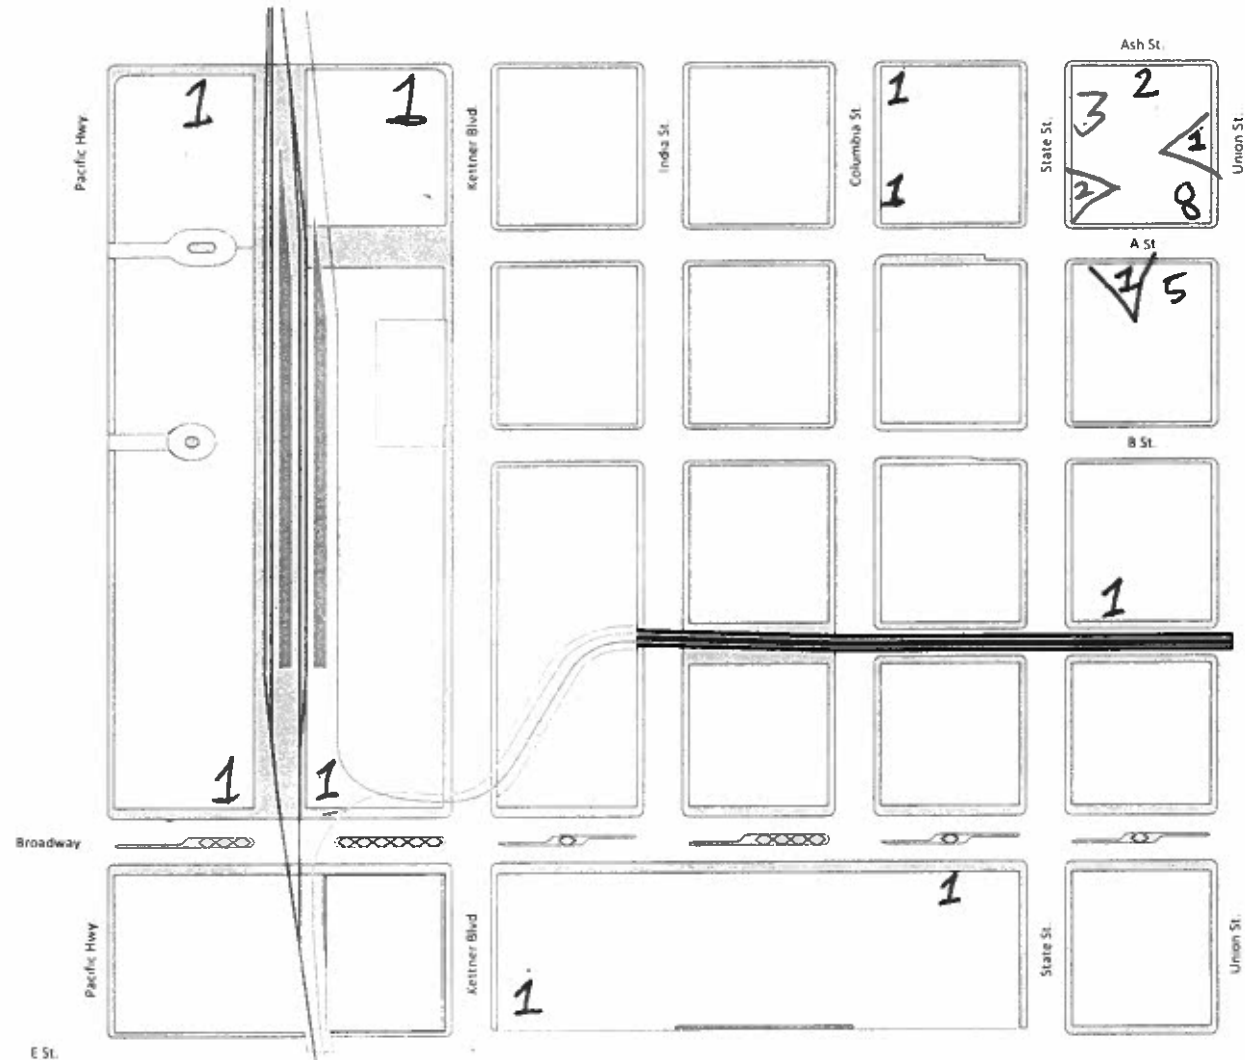 Ash St.
1
1
1
2
3
1
Pacific Hwy
Kettner Blvd.
India St.
Columbia St.
State St.
Union St.
1
2
8
A St
1
5
B St.
1
1
1
Broadway
1
Pacific Hwy
Kettner Blvd
State St.
Union St.
1
E St.